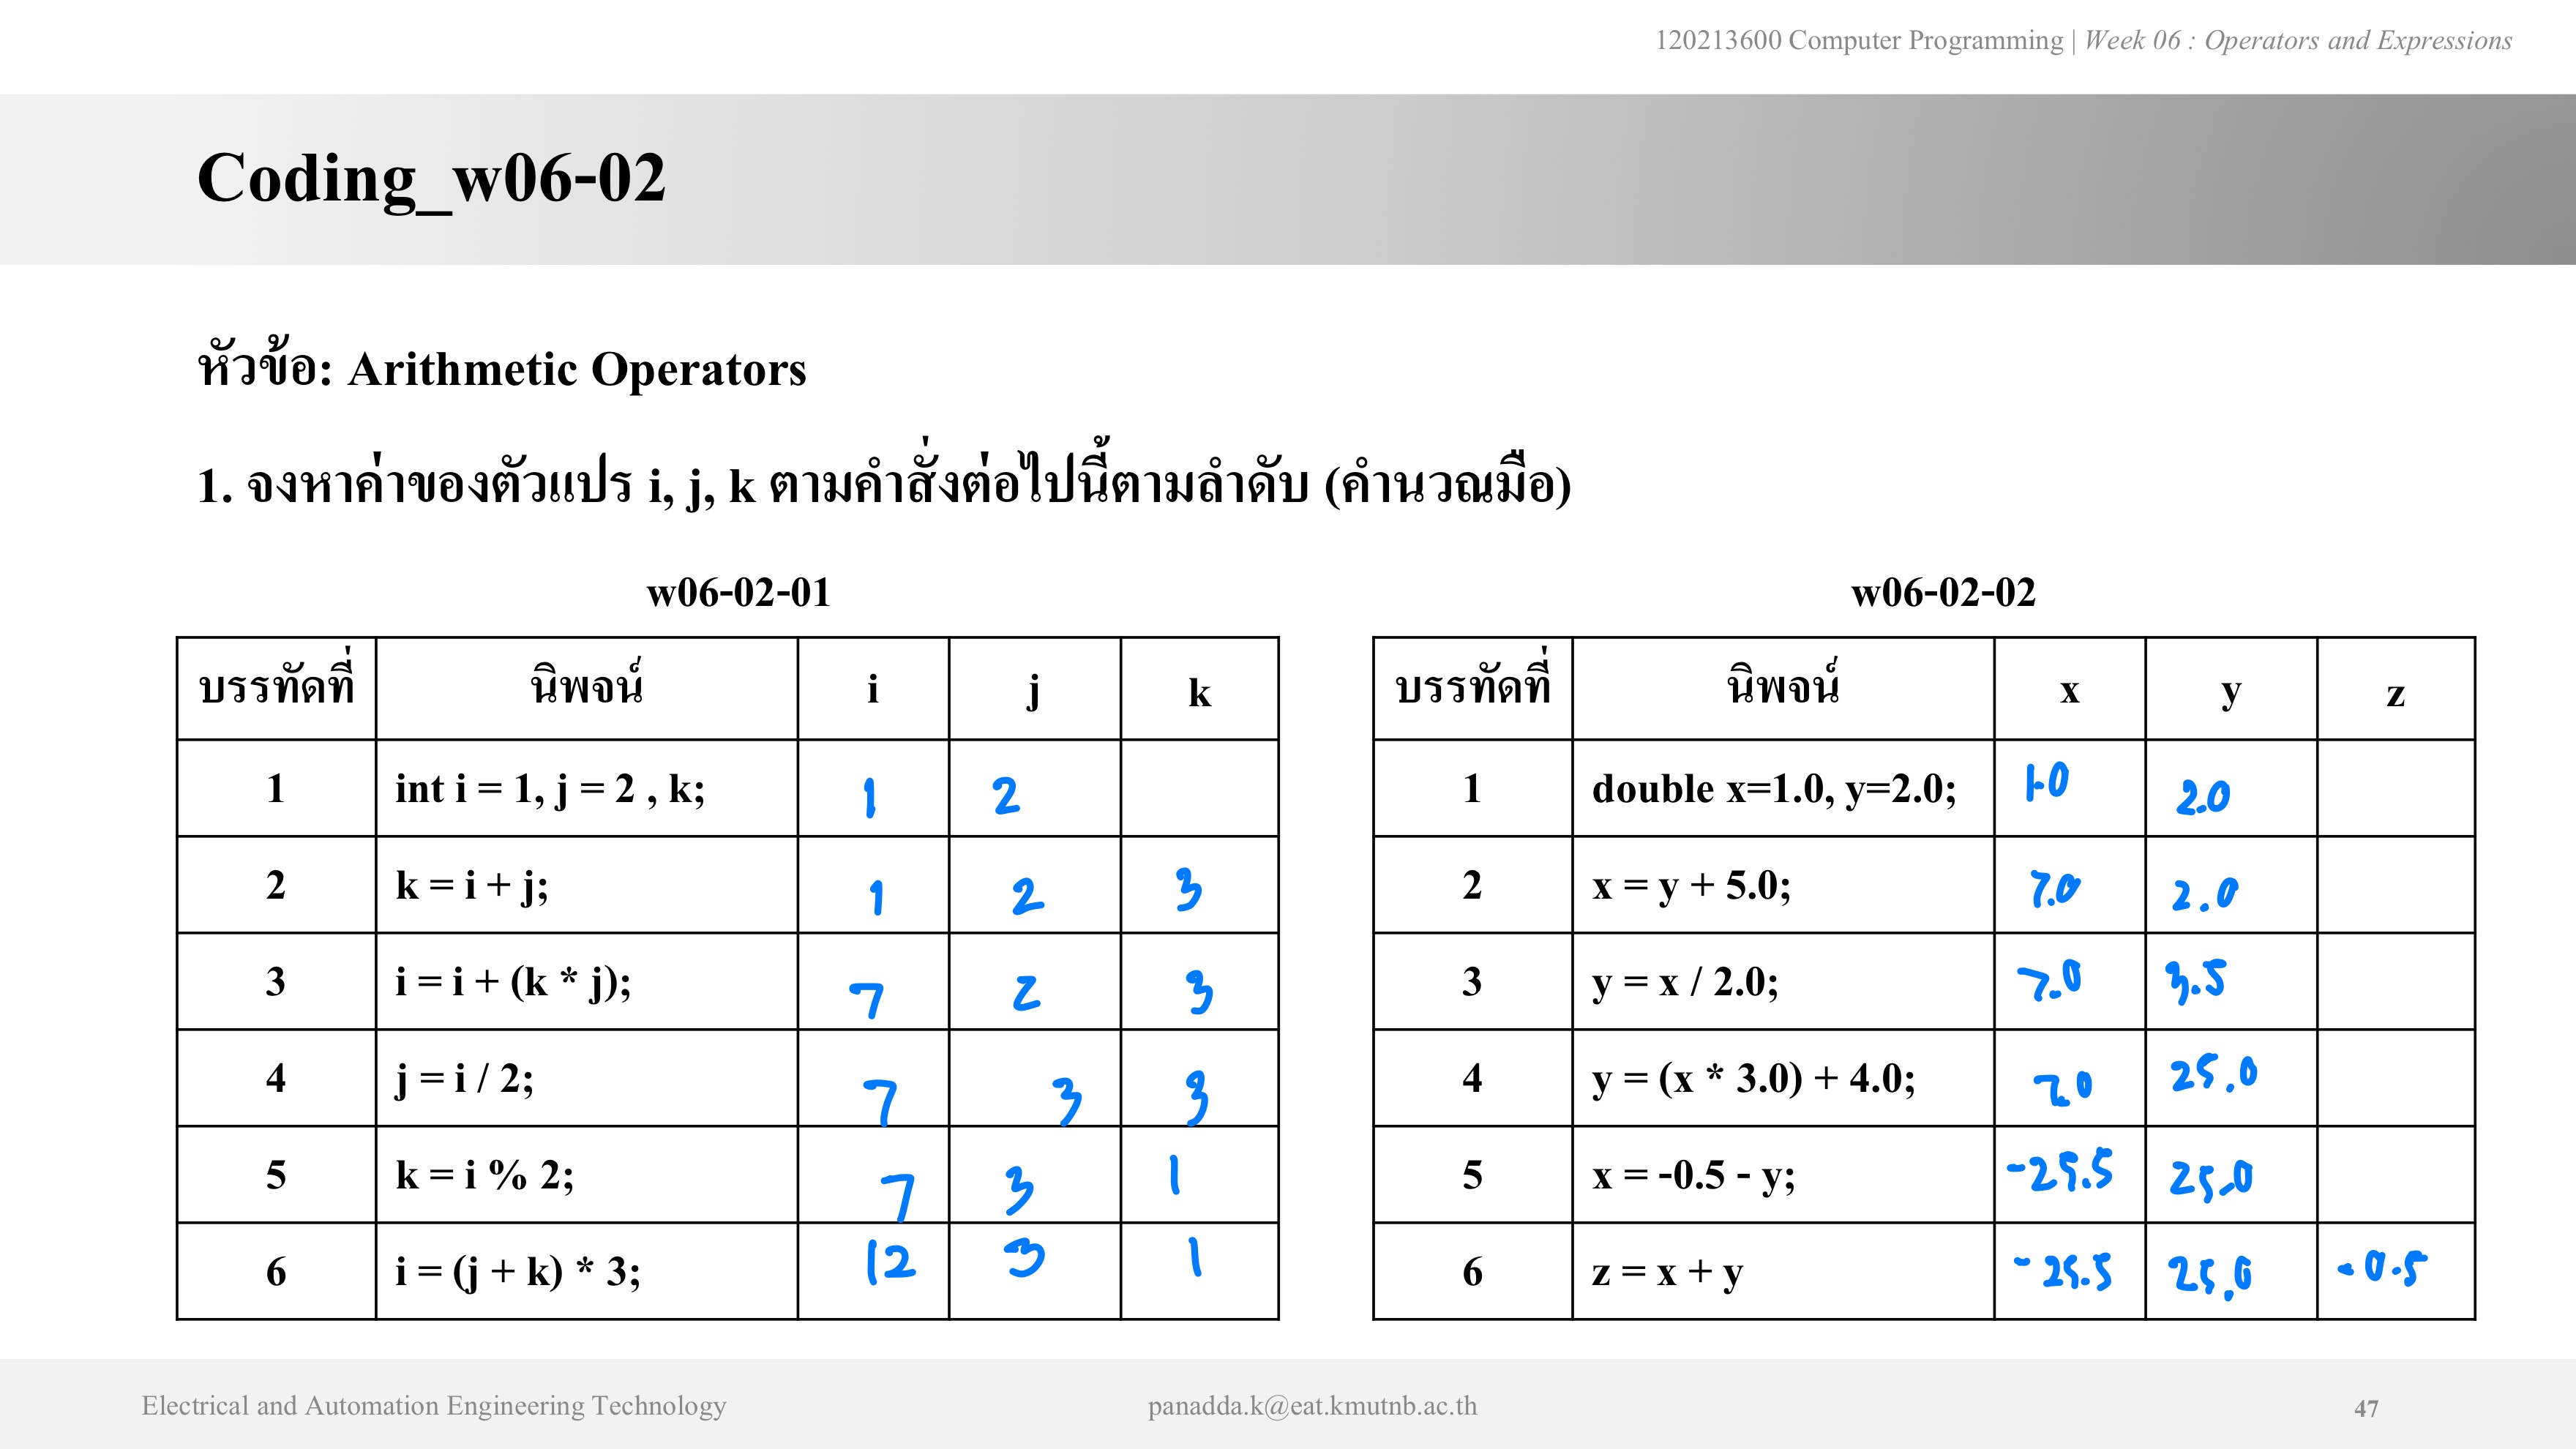 120213600 Computer Programming | Week 06 : Operators and Expressions
Coding_w06-02
หัวข้อ: Arithmetic Operators
1. จงหาค่าของตัวแปร i, j, k ตามคำสั่งต่อไปนี้ตามลำดับ (คำนวณมือ)
w06-02-01
บรรทัดที่ นิพจน์ i j k
1 int i = 1, j = 2 , k; 1 2
2 k = i + j; 1 2 3
3 i = i + (k * j); 7 2 3
4 j = i / 2; 7 3 3
5 k = i % 2; 7 3 1
6 i = (j + k) * 3; 12 3 1
w06-02-02
บรรทัดที่ นิพจน์ x y z
1 double x=1.0, y=2.0; 1.0 2.0
2 x = y + 5.0; 7.0 2.0
3 y = x / 2.0; 7.0 3.5
4 y = (x * 3.0) + 4.0; 7.0 25.0
5 x = -0.5 - y; -25.5 25.0
6 z = x + y -25.5 25.0 -0.5
Electrical and Automation Engineering Technology
panadda.k@eat.kmutnb.ac.th
47